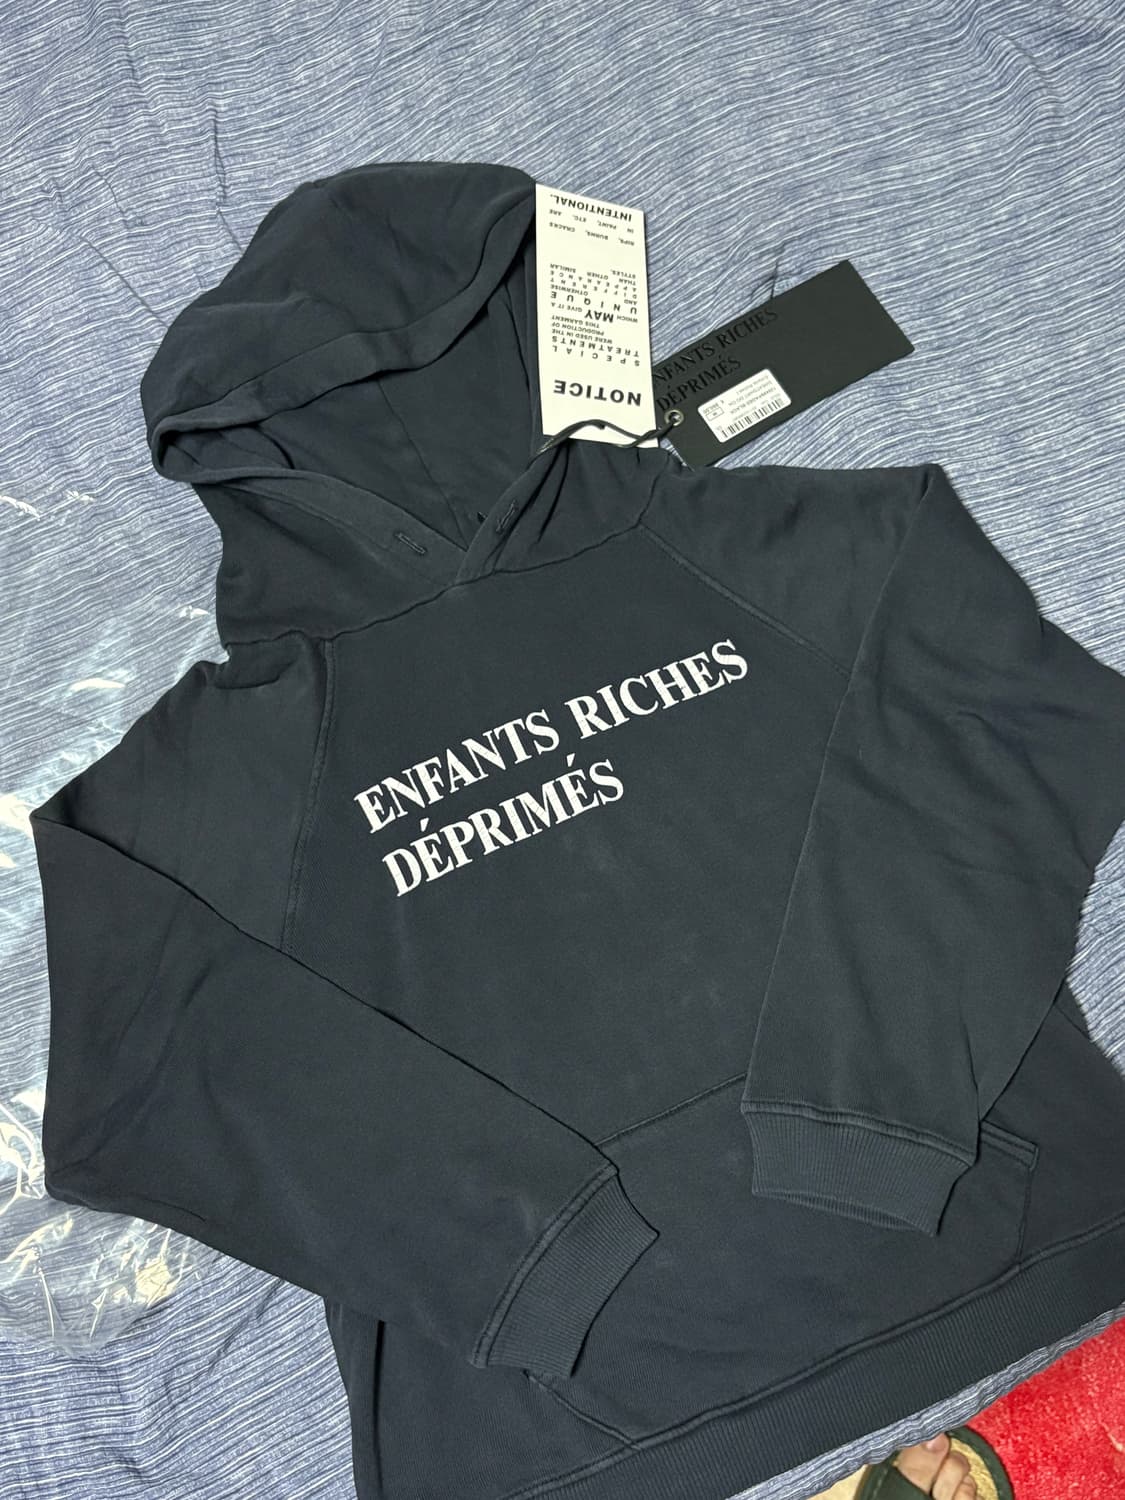 ENFANTS RICHES
DÉPRIMÉS
NOTICE
SPECIAL
TREATMENTS
WERE USED IN THE
PRODUCTION OF
THIS GARMENT
WHICH MAY GIVE IT A
UNIQUE
AND OTHERWISE
DIFFERENT
APPEARANCE
THAN OTHER SIMILAR
STYLES.
RIPS, BURNS, CRACKS
IN PAINT, ETC. ARE
INTENTIONAL.
ENFANTS RICHES
DÉPRIMÉS